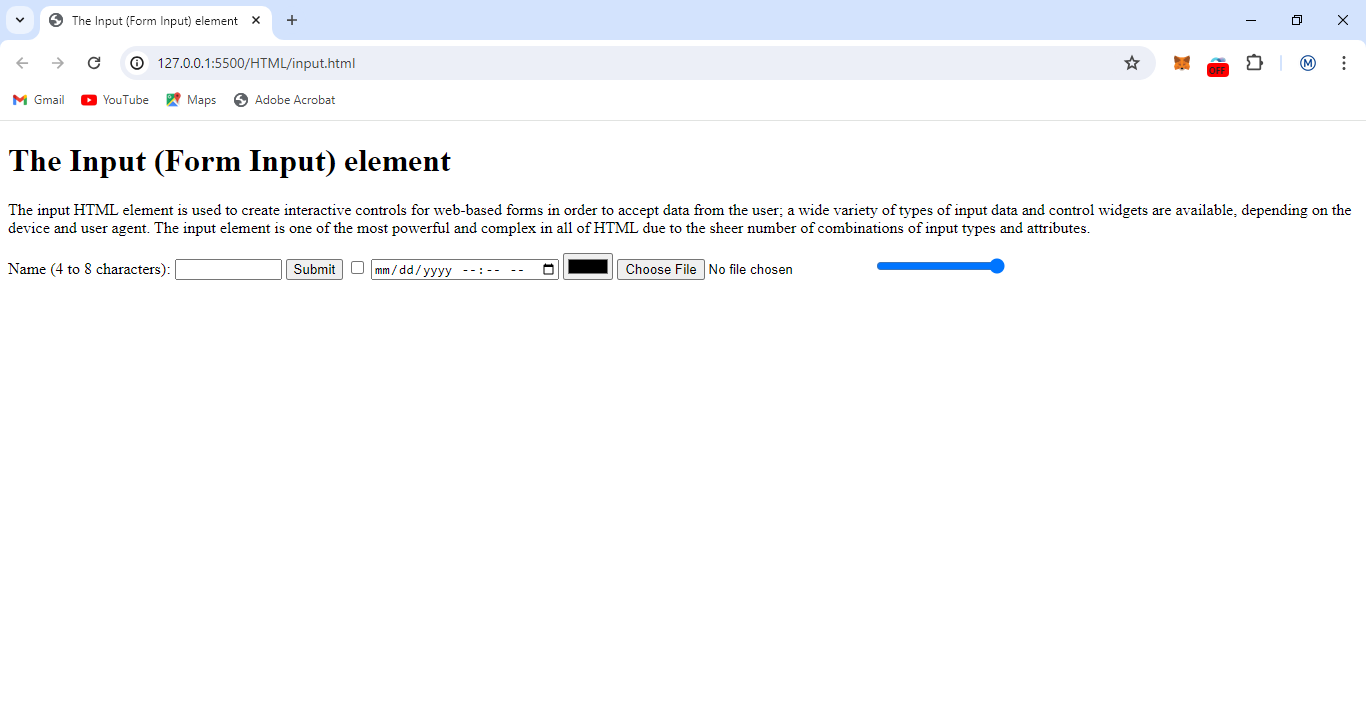 The Input (Form Input) element
127.0.0.1:5500/HTML/input.html
OFF
M
Gmail YouTube Maps Adobe Acrobat
The Input (Form Input) element
The input HTML element is used to create interactive controls for web-based forms in order to accept data from the user; a wide variety of types of input data and control widgets are available, depending on the
device and user agent. The input element is one of the most powerful and complex in all of HTML due to the sheer number of combinations of input types and attributes.
Name (4 to 8 characters): Submit mm/dd/yyyy --:-- -- Choose File No file chosen